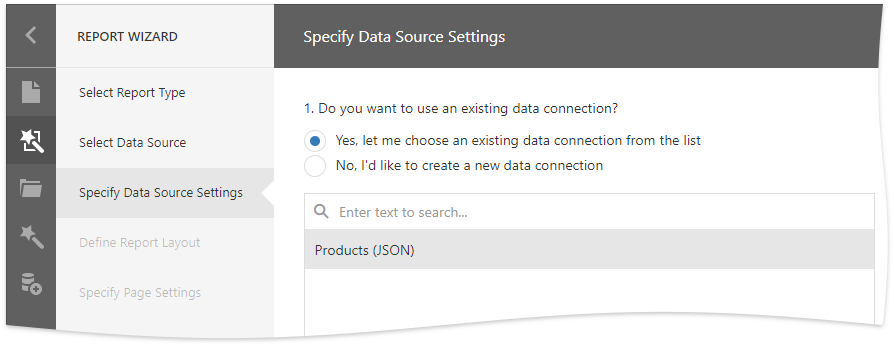 REPORT WIZARD
Specify Data Source Settings
Select Report Type
Select Data Source
Specify Data Source Settings
Define Report Layout
Specify Page Settings
1. Do you want to use an existing data connection?
Yes, let me choose an existing data connection from the list
No, I'd like to create a new data connection
Enter text to search...
Products (JSON)